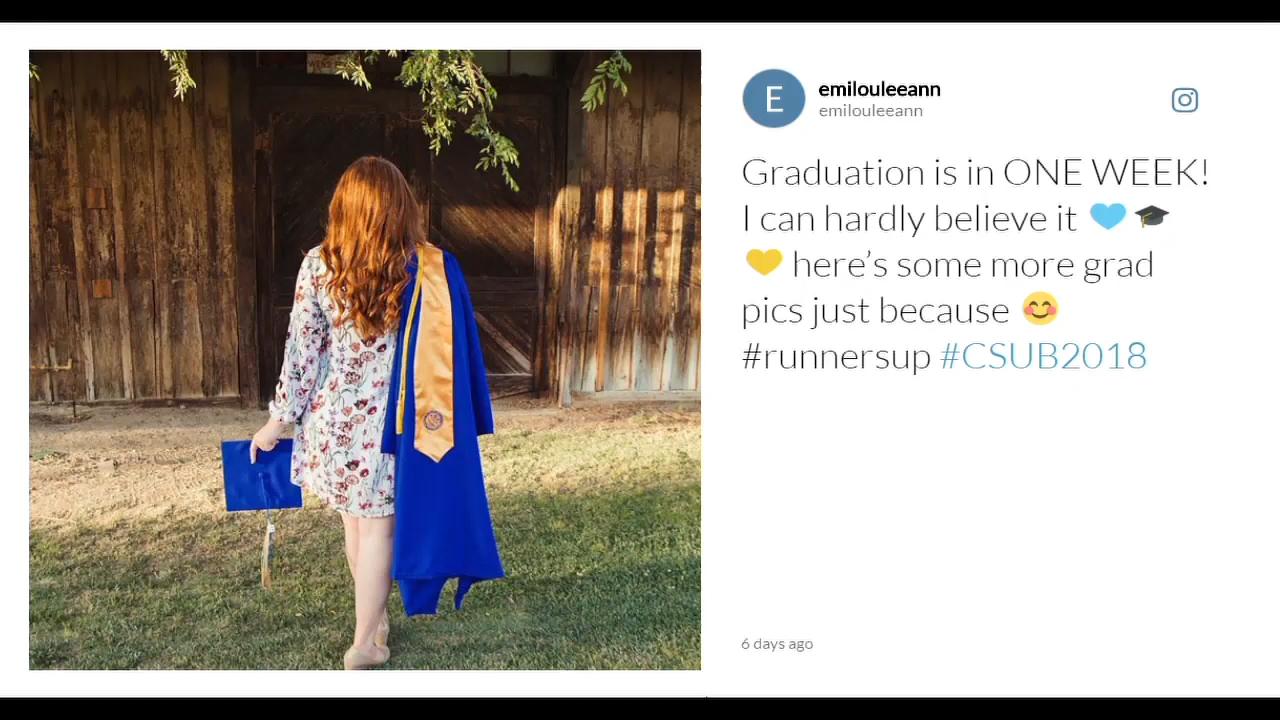 E
emilouleeann
emilouleeann
Graduation is in ONE WEEK!
I can hardly believe it 💙🎓
💛 here’s some more grad
pics just because 😊
#runnersup #CSUB2018
6 days ago